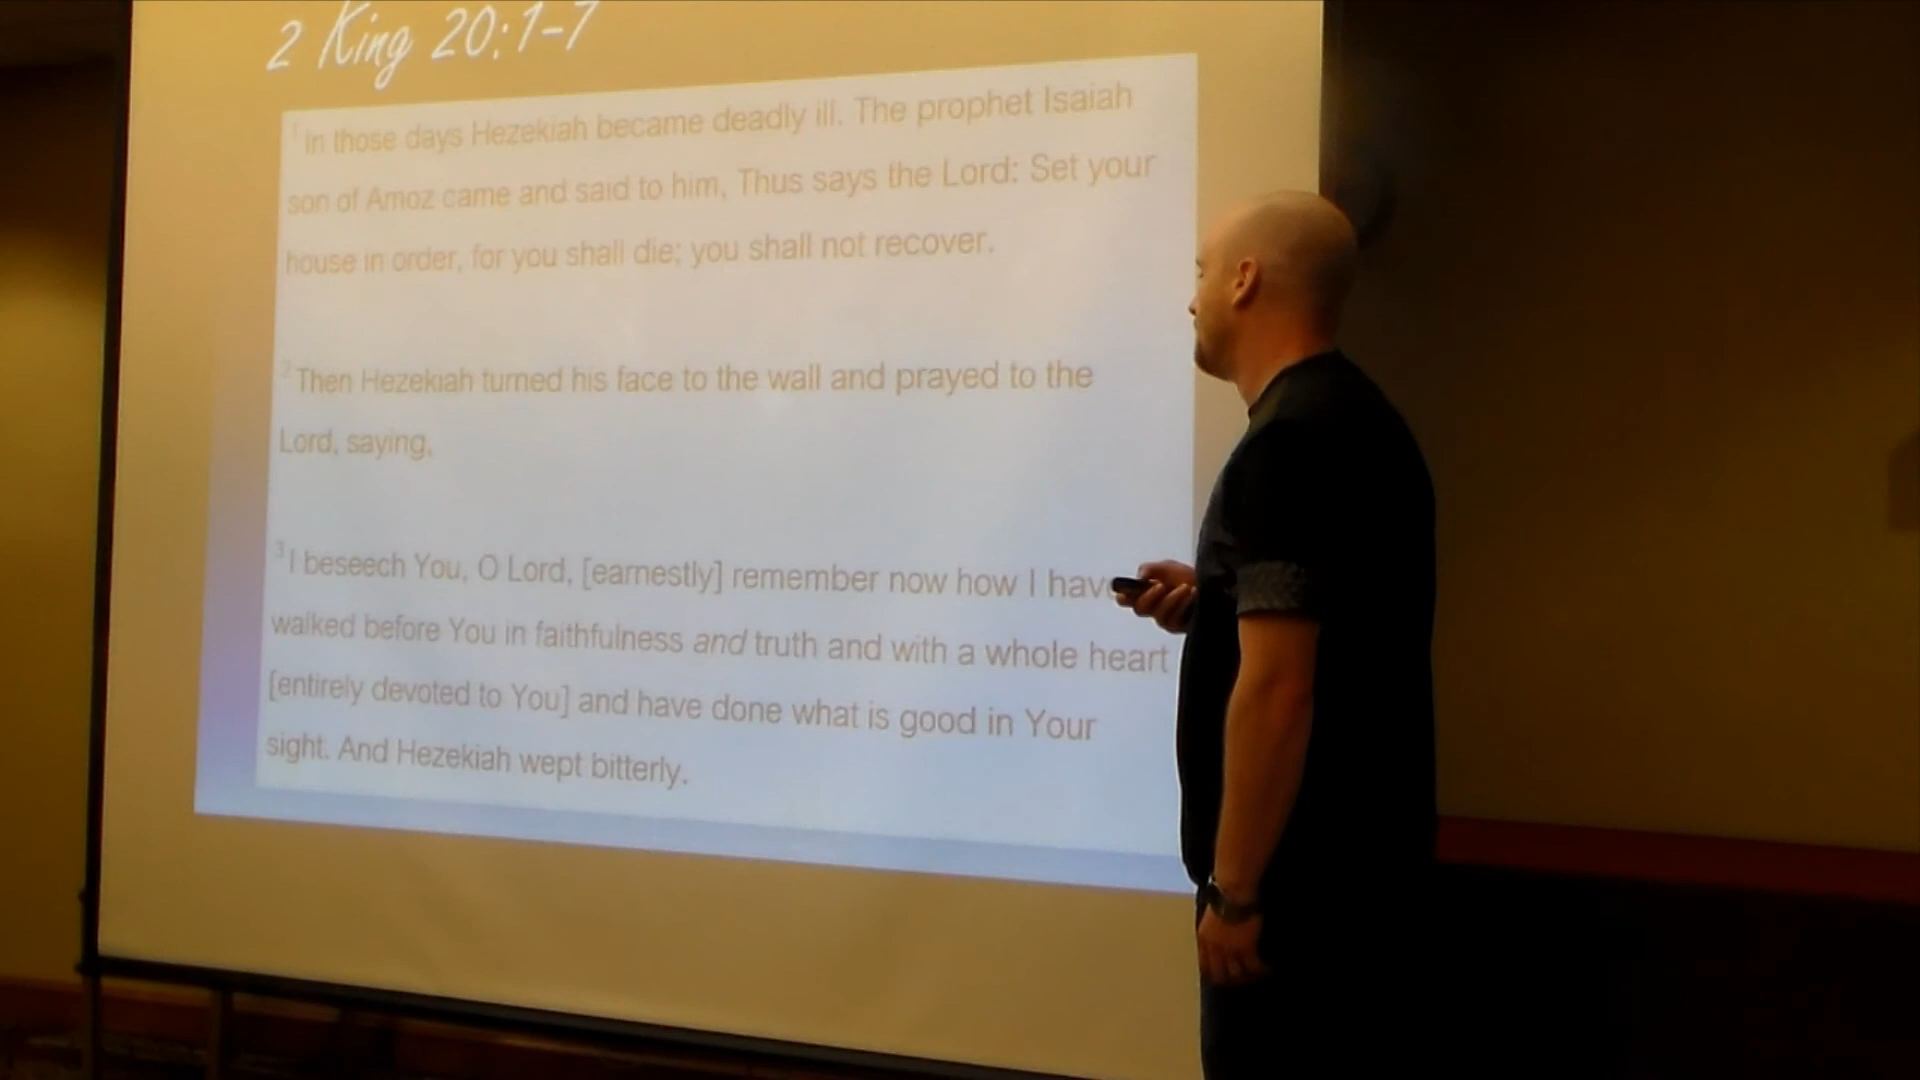 2 King 20:1-7
1 In those days Hezekiah became deadly ill. The prophet Isaiah
son of Amoz came and said to him, Thus says the Lord: Set your
house in order, for you shall die; you shall not recover.
2 Then Hezekiah turned his face to the wall and prayed to the
Lord, saying,
3 I beseech You, O Lord, [earnestly] remember now how I have
walked before You in faithfulness and truth and with a whole heart
[entirely devoted to You] and have done what is good in Your
sight. And Hezekiah wept bitterly.